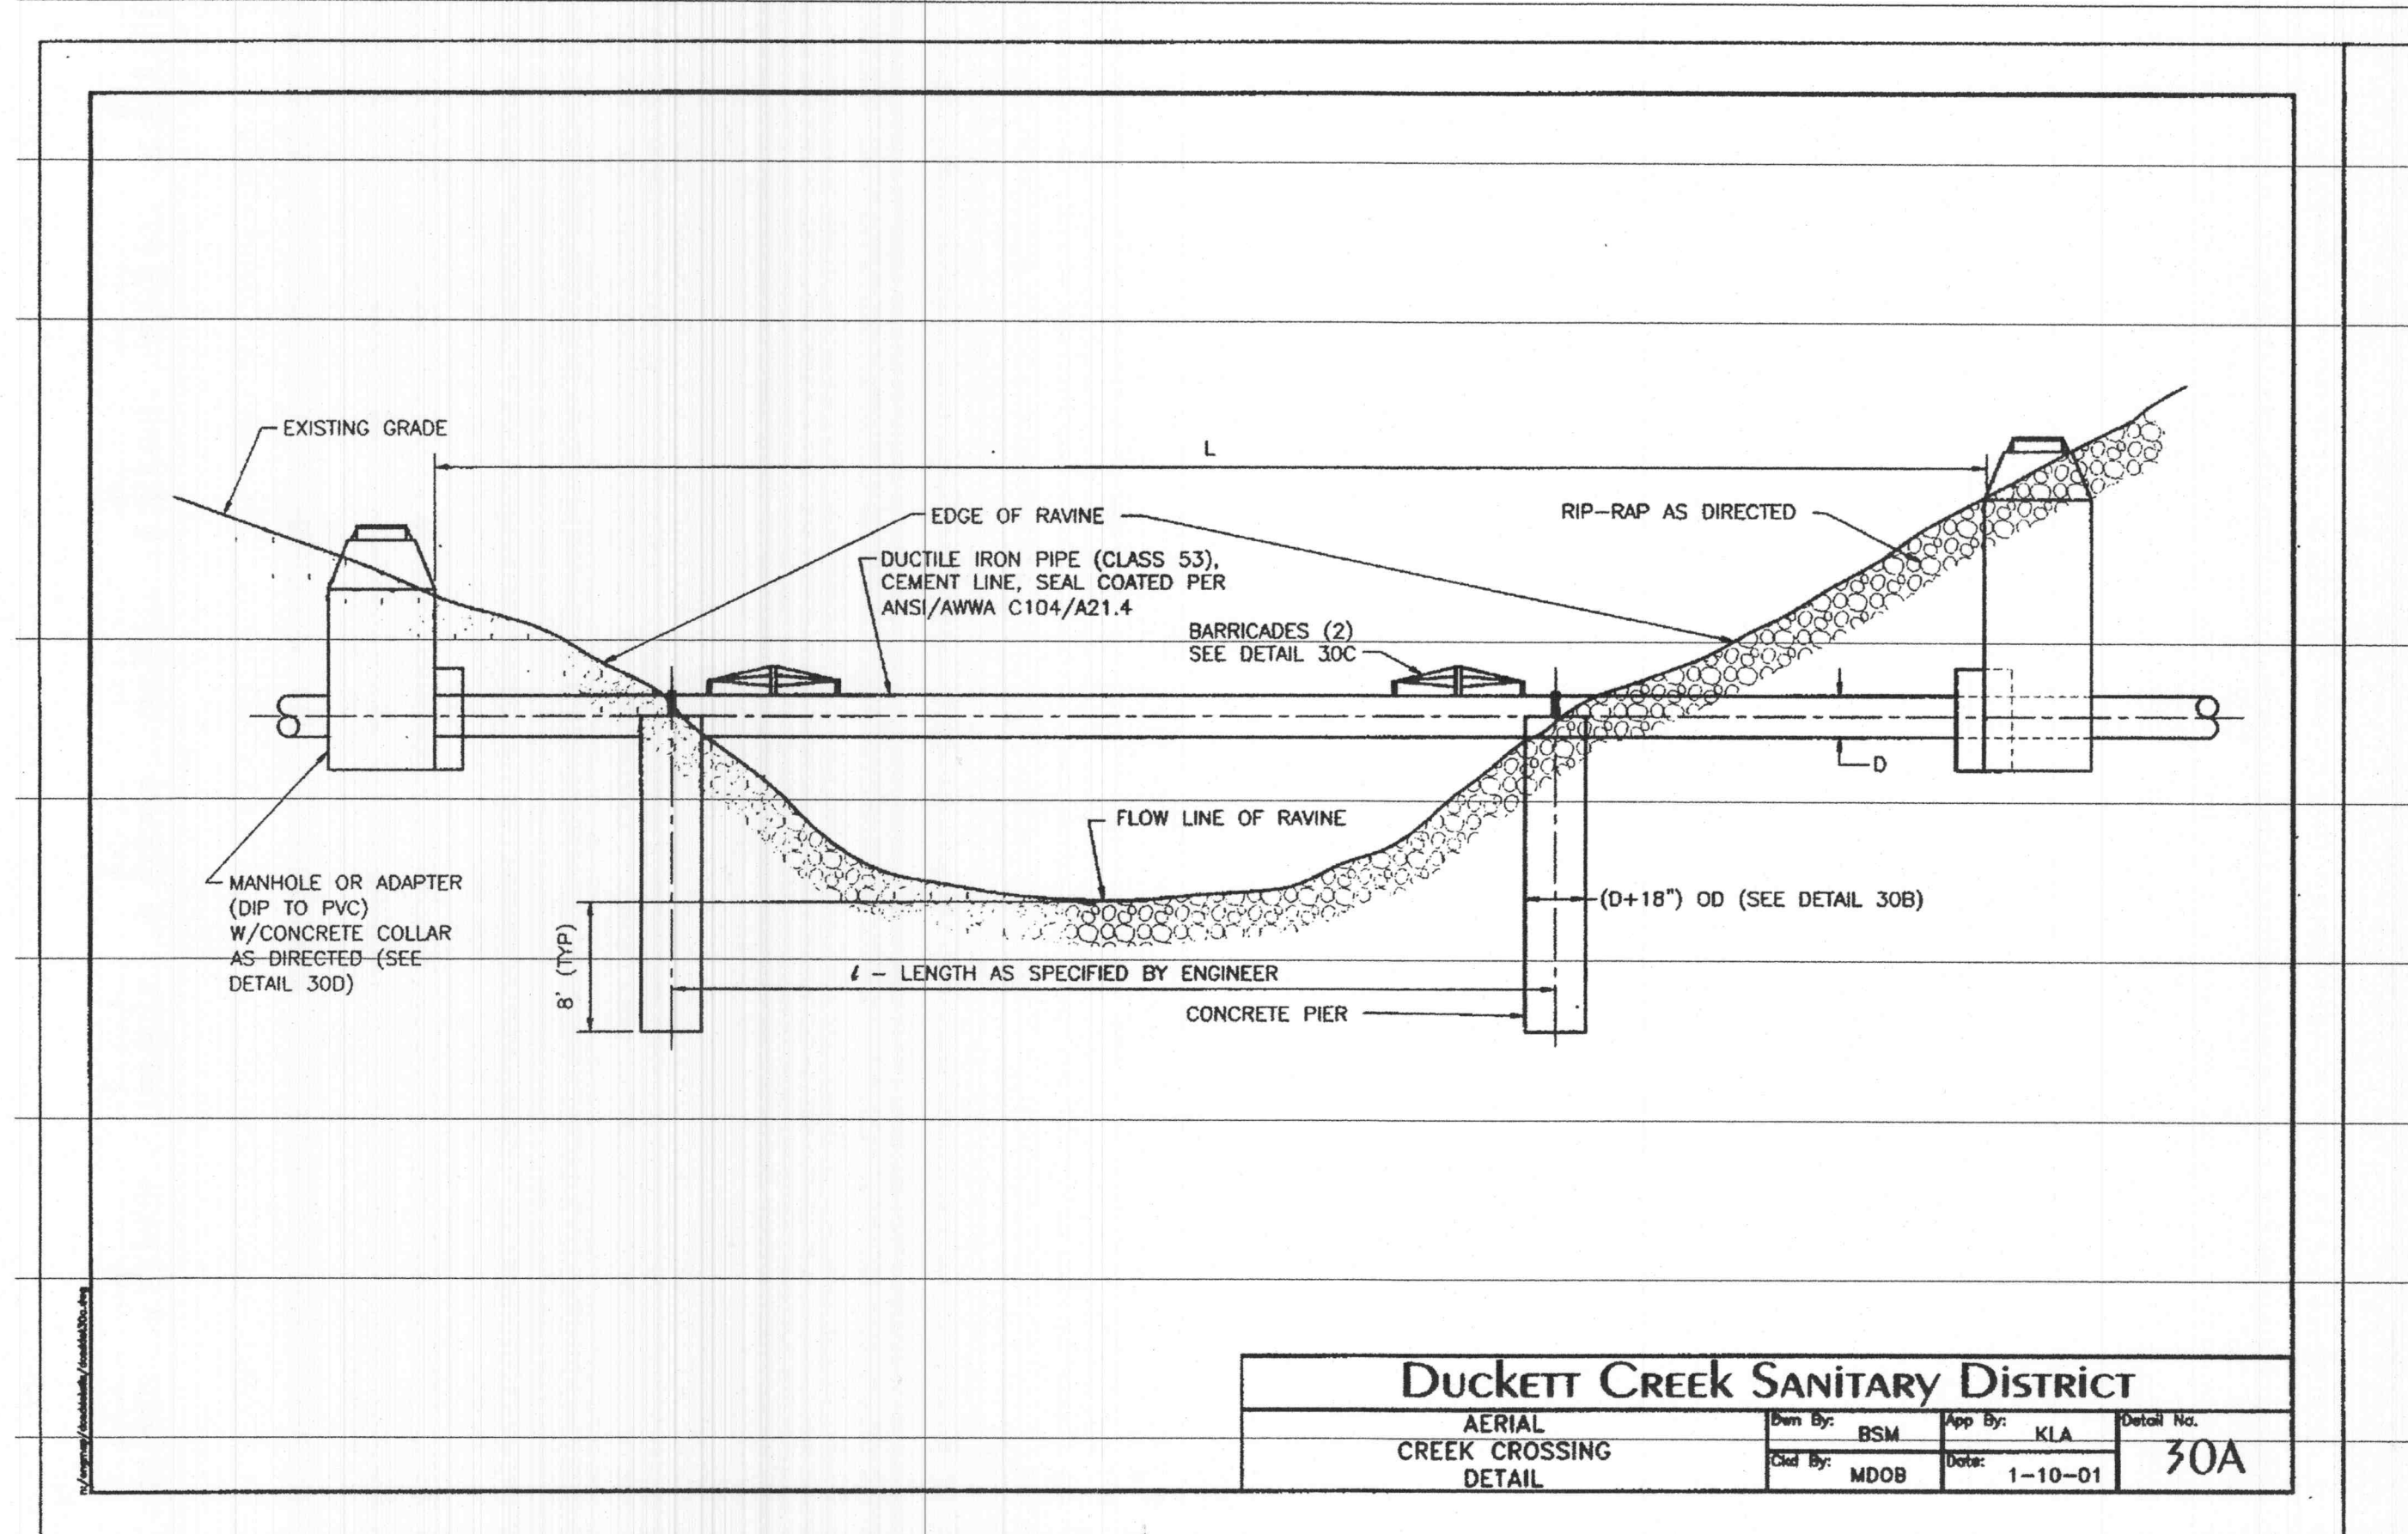 EXISTING GRADE
L
EDGE OF RAVINE
RIP-RAP AS DIRECTED
DUCTILE IRON PIPE (CLASS 53),
CEMENT LINE, SEAL COATED PER
ANSI/AWWA C104/A21.4
BARRICADES (2)
SEE DETAIL 30C
D
FLOW LINE OF RAVINE
MANHOLE OR ADAPTER
(DIP TO PVC)
W/CONCRETE COLLAR
AS DIRECTED (SEE
DETAIL 30D)
(D+18") OD (SEE DETAIL 30B)
8' (TYP)
ℓ - LENGTH AS SPECIFIED BY ENGINEER
CONCRETE PIER
Duckett Creek Sanitary District
AERIAL
CREEK CROSSING
DETAIL
Dwn By: BSM
App By: KLA
Detail No.
30A
Ckd By: MDOB
Date: 1-10-01